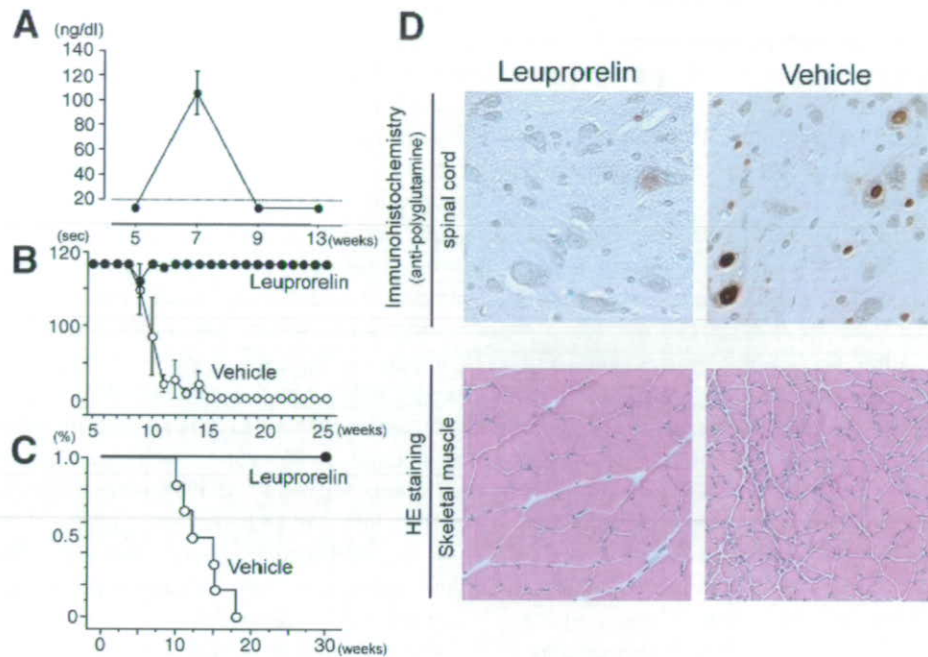 A
(ng/dl)
140
120
100
80
60
40
20
5 7 9 13 (weeks)
B
(sec)
120
100
0
Leuprorelin
Vehicle
5 10 15 20 25 (weeks)
C
(%)
1.0
0.5
0
Leuprorelin
Vehicle
0 10 20 30 (weeks)
D
Leuprorelin Vehicle
Immunohistochemistry
(anti-polyglutamine)
spinal cord
HE staining
Skeletal muscle